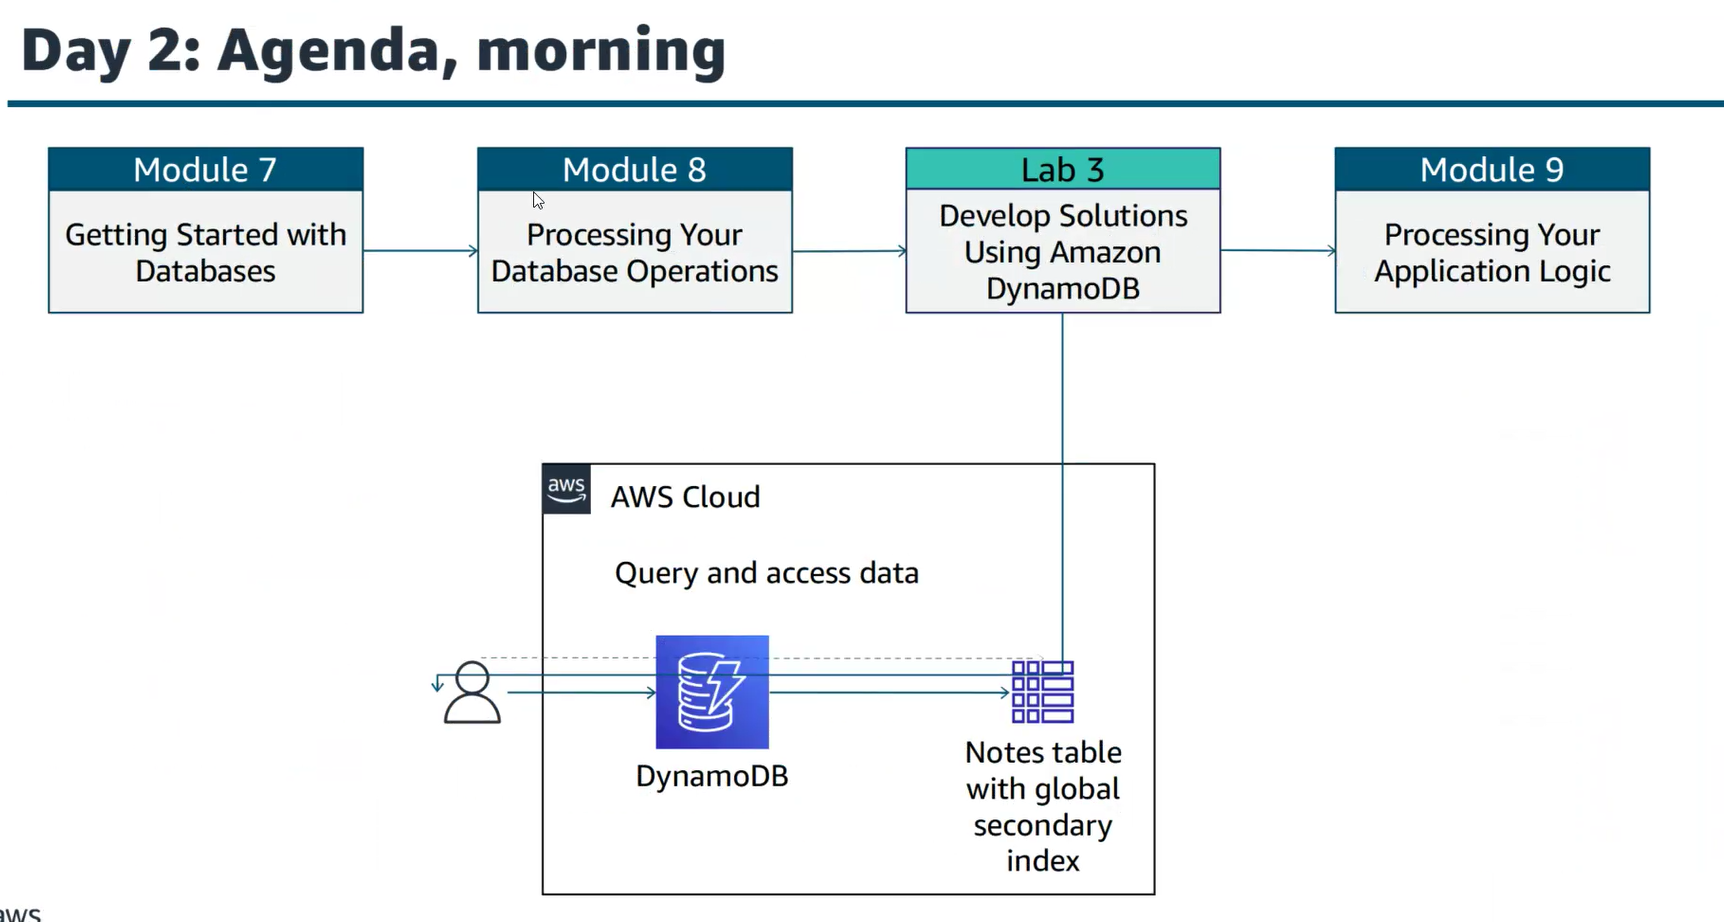 Day 2: Agenda, morning
Module 7
Getting Started with
Databases
Module 8
Processing Your
Database Operations
Lab 3
Develop Solutions
Using Amazon
DynamoDB
Module 9
Processing Your
Application Logic
aws
AWS Cloud
Query and access data
DynamoDB
Notes table
with global
secondary
index
aws